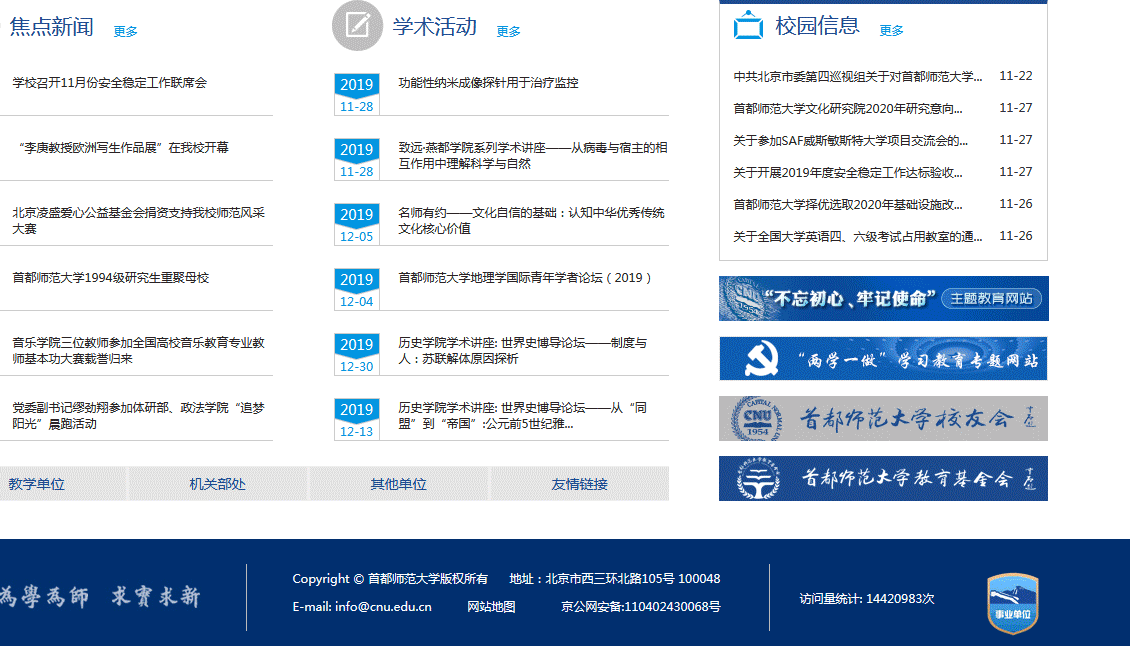 焦点新闻 更多
学校召开11月份安全稳定工作联席会
“李庚教授欧洲写生作品展”在我校开幕
北京凌盛爱心公益基金会捐资支持我校师范风采
大赛
首都师范大学1994级研究生重聚母校
音乐学院三位教师参加全国高校音乐教育专业教
师基本功大赛载誉归来
党委副书记缪劲翔参加体研部、政法学院“追梦
阳光”晨跑活动
学术活动 更多
2019
11-28
功能性纳米成像探针用于治疗监控
2019
11-28
致远·燕都学院系列学术讲座——从病毒与宿主的相
互作用中理解科学与自然
2019
12-05
名师有约——文化自信的基础：认知中华优秀传统
文化核心价值
2019
12-04
首都师范大学地理学国际青年学者论坛（2019）
2019
12-30
历史学院学术讲座: 世界史博导论坛——制度与
人：苏联解体原因探析
2019
12-13
历史学院学术讲座: 世界史博导论坛——从“同
盟”到“帝国”:公元前5世纪雅...
校园信息 更多
中共北京市委第四巡视组关于对首都师范大学... 11-22
首都师范大学文化研究院2020年研究意向... 11-27
关于参加SAF威斯敏斯特大学项目交流会的... 11-27
关于开展2019年度安全稳定工作达标验收... 11-27
首都师范大学择优选取2020年基础设施改... 11-26
关于全国大学英语四、六级考试占用教室的通... 11-26
“不忘初心、牢记使命” 主题教育网站
“两学一做”学习教育专题网站
CNU
1954
首都师范大学校友会
首都师范大学教育基金会
教学单位 机关部处 其他单位 友情链接
為學為師 求實求新
Copyright © 首都师范大学版权所有 地址：北京市西三环北路105号 100048
E-mail: info@cnu.edu.cn 网站地图 京公网安备:110402430068号
访问量统计: 14420983次
事业单位